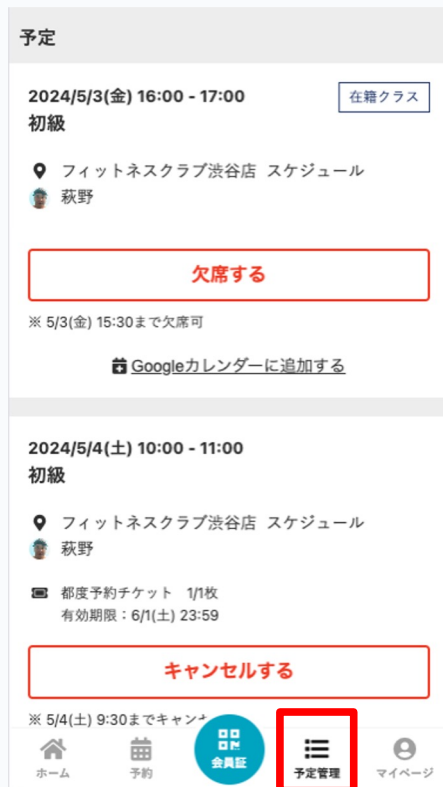 予定
2024/5/3(金) 16:00 - 17:00
在籍クラス
初級
フィットネスクラブ渋谷店 スケジュール
萩野
欠席する
※ 5/3(金) 15:30まで欠席可
Googleカレンダーに追加する
2024/5/4(土) 10:00 - 11:00
初級
フィットネスクラブ渋谷店 スケジュール
萩野
都度予約チケット 1/1枚
有効期限：6/1(土) 23:59
キャンセルする
※ 5/4(土) 9:30までキャン
ホーム 予約 会員証 予定管理 マイページ